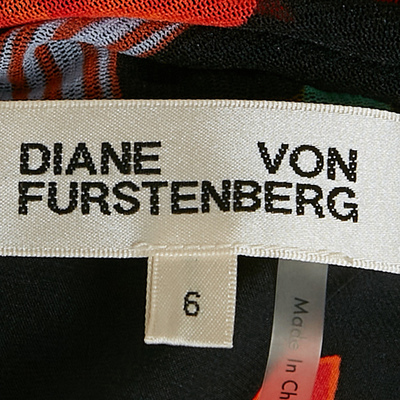 DIANE VON
FURSTENBERG
6
Made In Ch